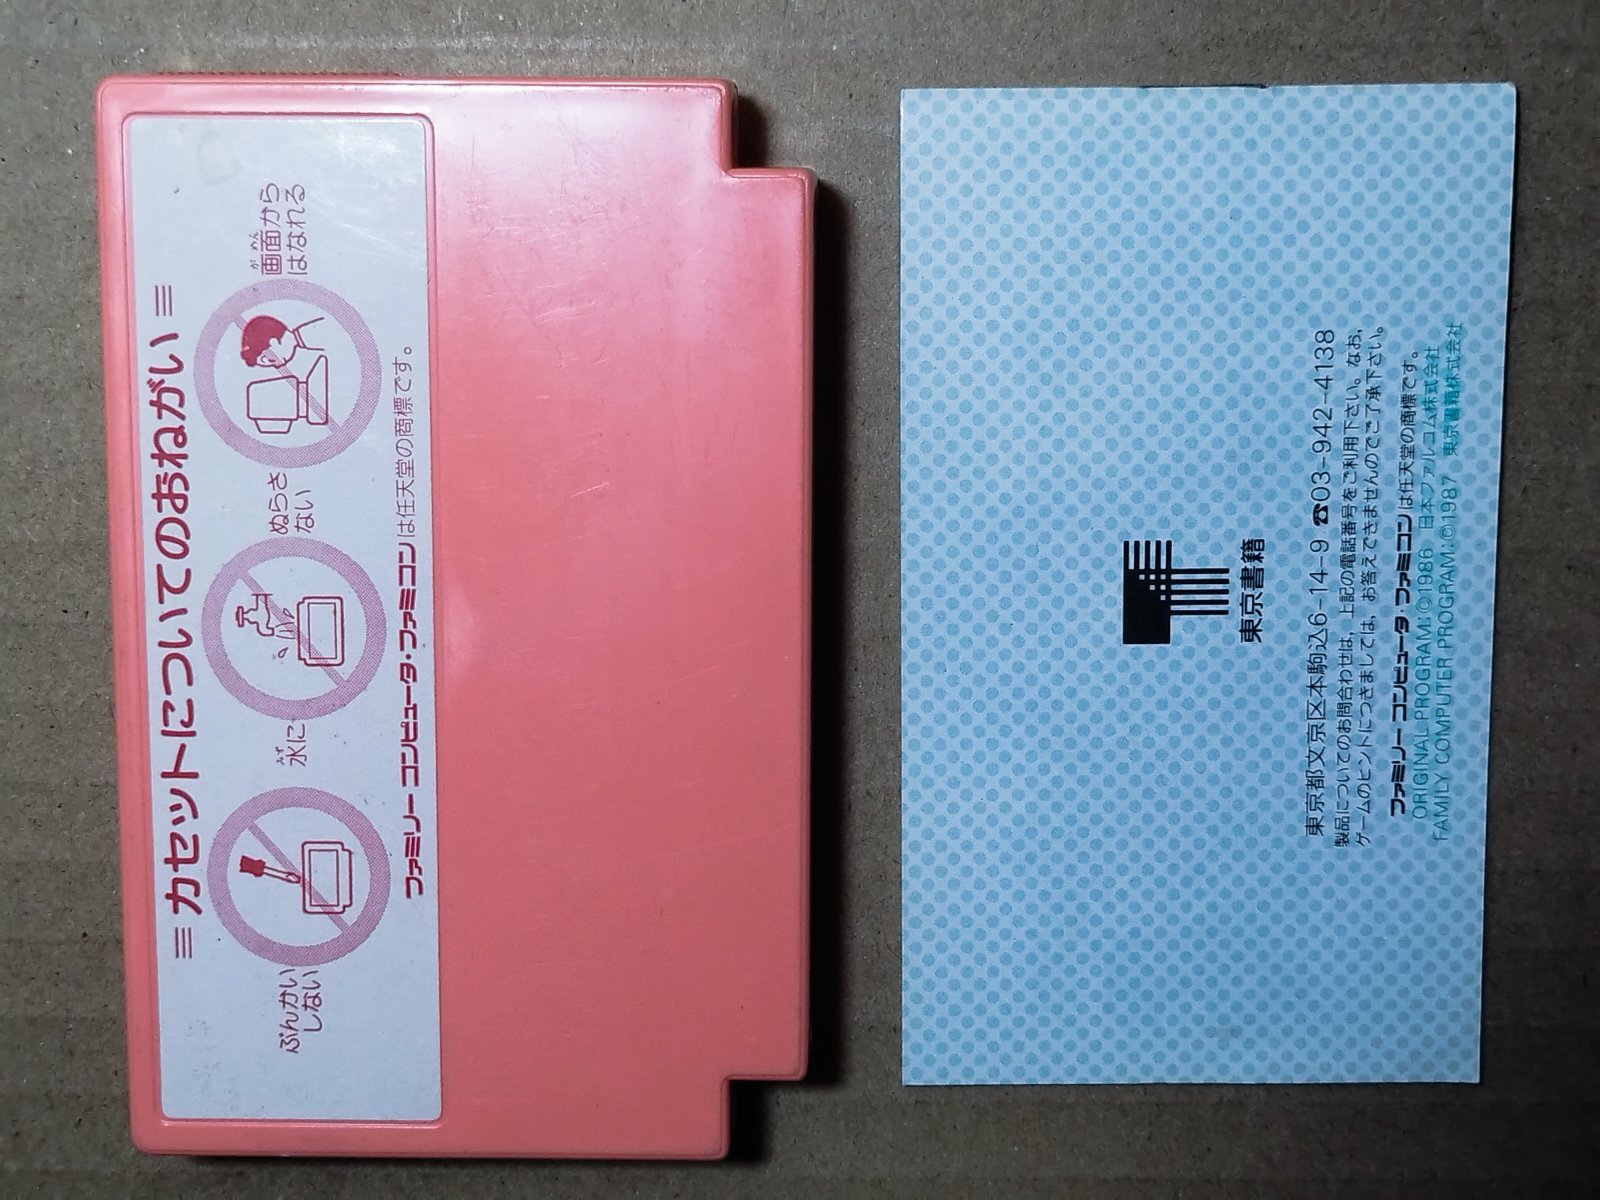 カセットについてのおねがい
ぶんかい
しない
みず
水に
ぬらさ
ない
がめん
画面から
はなれる
ファミリーコンピュータ・ファミコンは任天堂の商標です。
東京書籍
東京都文京区本駒込6-14-9 ☎03-942-4138
製品についてのお問合わせは、上記の電話番号をご利用下さい。なお、
ゲームのヒントにつきましては、お答えできませんのでご了承下さい。
ファミリーコンピュータ・ファミコンは任天堂の商標です。
ORIGINAL PROGRAM:©1986 日本ファルコム株式会社
FAMILY COMPUTER PROGRAM:©1987 東京書籍株式会社